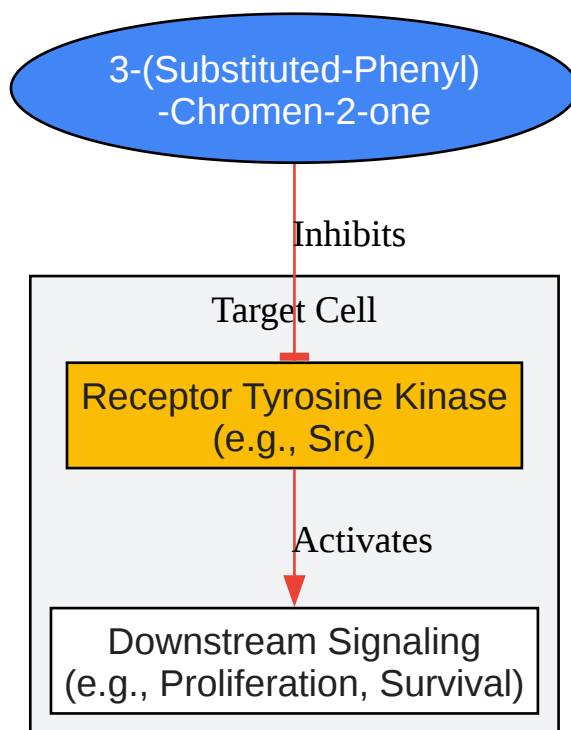 3-(Substituted-Phenyl)
-Chromen-2-one
Inhibits
Target Cell
Receptor Tyrosine Kinase
(e.g., Src)
Activates
Downstream Signaling
(e.g., Proliferation, Survival)